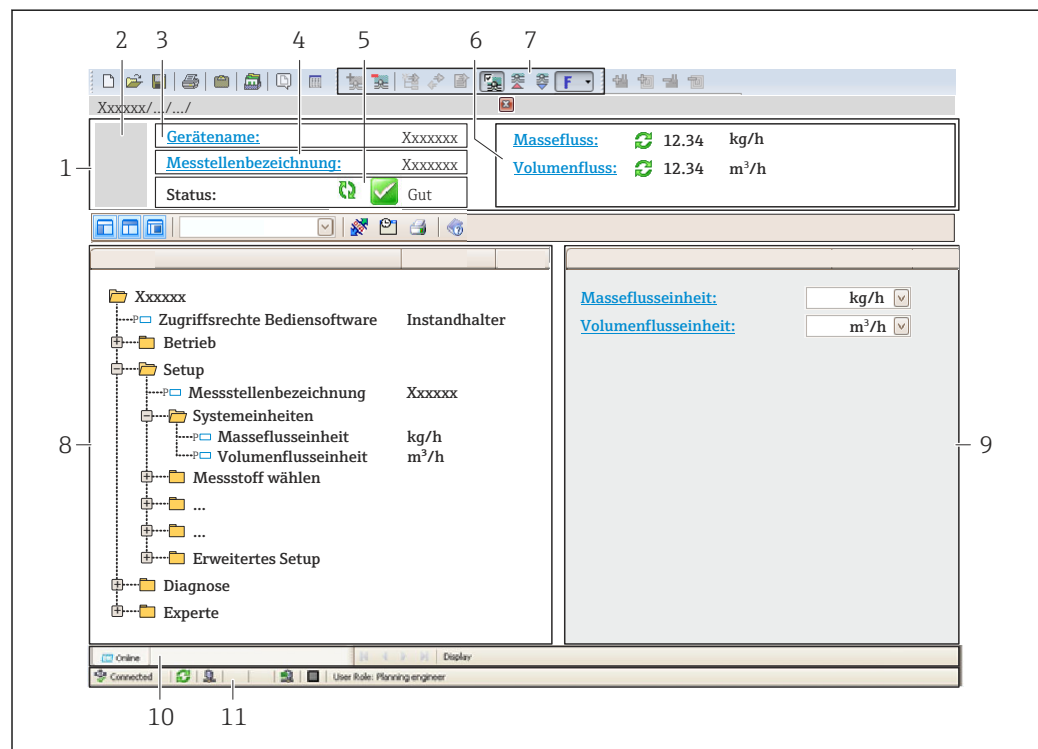 2 3 4 5 6 7
F
Xxxxxx/.../.../
1
Gerätename: Xxxxxxx
Messtellenbezeichnung: Xxxxxxx
Status: Gut
Massefluss: 12.34 kg/h
Volumenfluss: 12.34 m³/h
Xxxxxx
P Zugriffsrechte Bediensoftware Instandhalter
Betrieb
Setup
P Messstellenbezeichnung Xxxxxx
Systemeinheiten
P Masseflusseinheit kg/h
P Volumenflusseinheit m³/h
Messstoff wählen
...
...
Erweitertes Setup
Diagnose
Experte
8
Masseflusseinheit: kg/h
Volumenflusseinheit: m³/h
9
Online Display
Connected User Role: Planning engineer
10 11